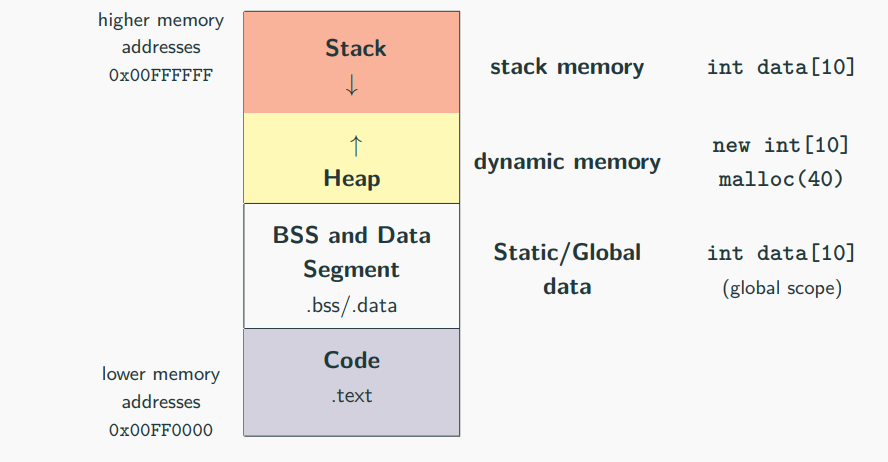 higher memory
addresses
0x00FFFFFF
Stack
↓
stack memory
int data[10]
↑
Heap
dynamic memory
new int[10]
malloc(40)
BSS and Data
Segment
.bss/.data
Static/Global
data
int data[10]
(global scope)
Code
.text
lower memory
addresses
0x00FF0000